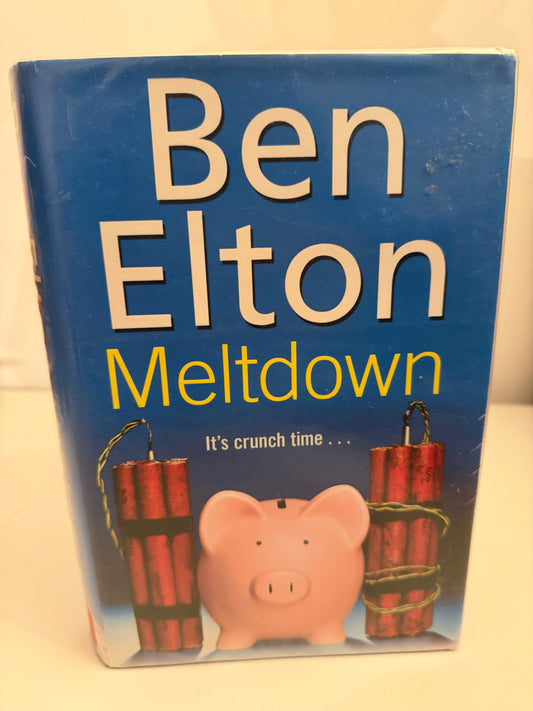 Ben
Elton
Meltdown
It's crunch time . . .